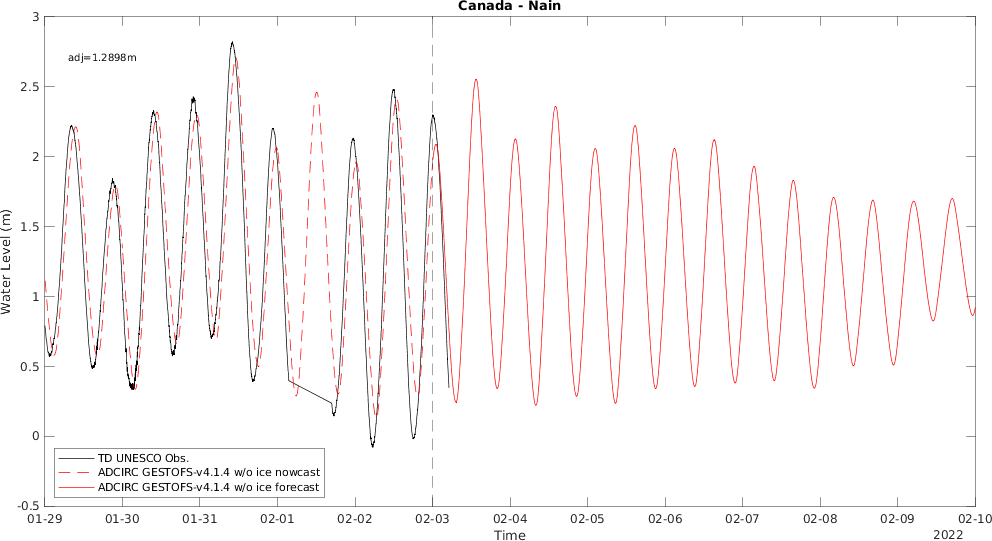 Canada - Nain
adj=1.2898m
3
2.5
2
1.5
1
0.5
0
-0.5
Water Level (m)
TD UNESCO Obs.
ADCIRC GESTOFS-v4.1.4 w/o ice nowcast
ADCIRC GESTOFS-v4.1.4 w/o ice forecast
01-29 01-30 01-31 02-01 02-02 02-03 02-04 02-05 02-06 02-07 02-08 02-09 02-10
Time
2022